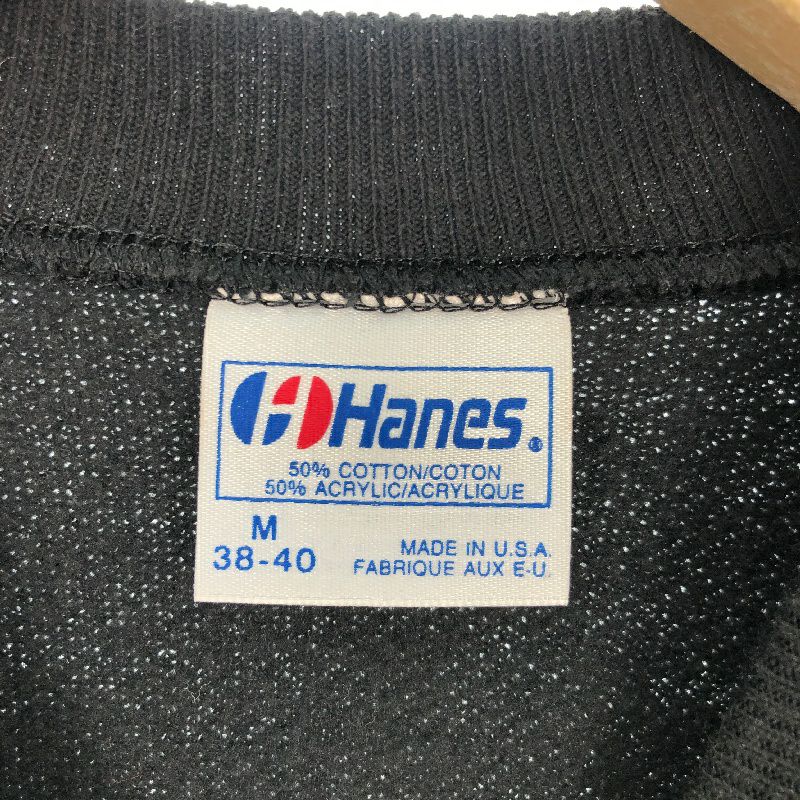 Hanes
50% COTTON/COTON
50% ACRYLIC/ACRYLIQUE
M
38-40
MADE IN U.S.A.
FABRIQUE AUX E-U.